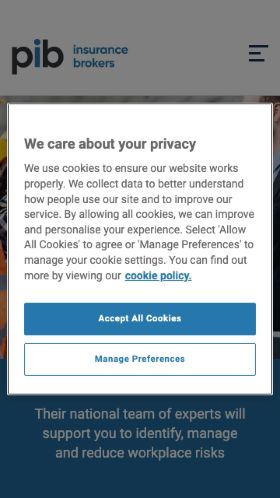 pib insurance
brokers
We care about your privacy
We use cookies to ensure our website works
properly. We collect data to better understand
how people use our site and to improve our
service. By allowing all cookies, we can improve
and personalise your experience. Select 'Allow
All Cookies' to agree or 'Manage Preferences' to
manage your cookie settings. You can find out
more by viewing our cookie policy.
Accept All Cookies
Manage Preferences
Their national team of experts will
support you to identify, manage
and reduce workplace risks